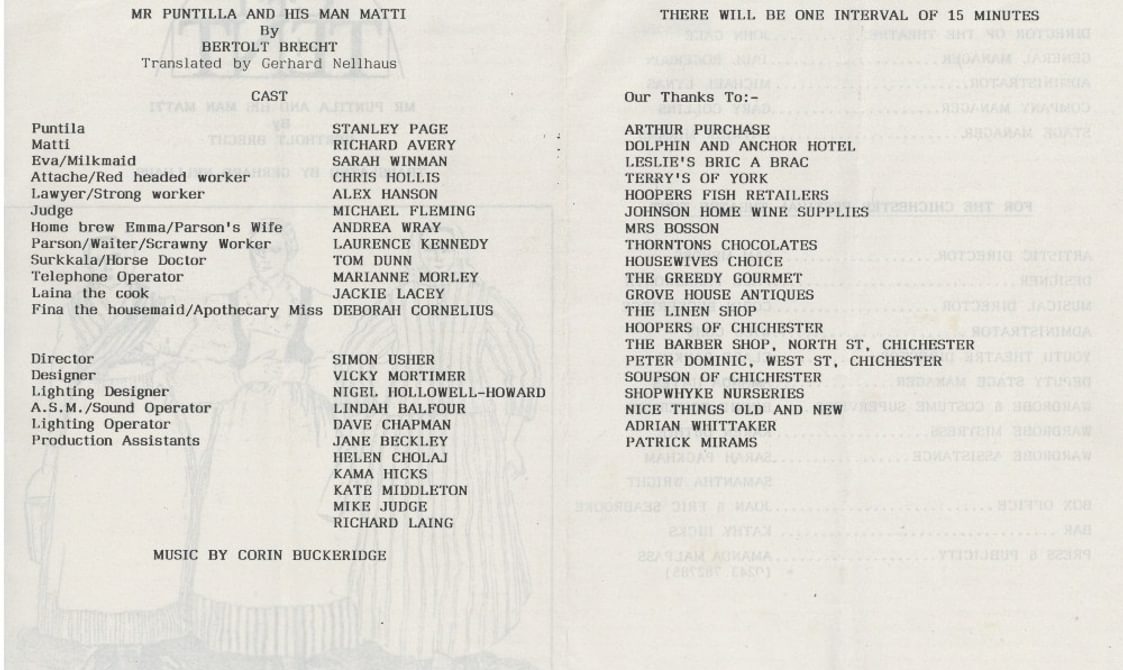 MR PUNTILLA AND HIS MAN MATTI
By
BERTOLT BRECHT
Translated by Gerhard Nellhaus
CAST
Puntila STANLEY PAGE
Matti RICHARD AVERY
Eva/Milkmaid SARAH WINMAN
Attache/Red headed worker CHRIS HOLLIS
Lawyer/Strong worker ALEX HANSON
Judge MICHAEL FLEMING
Home brew Emma/Parson's Wife ANDREA WRAY
Parson/Waiter/Scrawny Worker LAURENCE KENNEDY
Surkkala/Horse Doctor TOM DUNN
Telephone Operator MARIANNE MORLEY
Laina the cook JACKIE LACEY
Fina the housemaid/Apothecary Miss DEBORAH CORNELIUS
Director SIMON USHER
Designer VICKY MORTIMER
Lighting Designer NIGEL HOLLOWELL-HOWARD
A.S.M./Sound Operator LINDAH BALFOUR
Lighting Operator DAVE CHAPMAN
Production Assistants JANE BECKLEY
HELEN CHOLAJ
KAMA HICKS
KATE MIDDLETON
MIKE JUDGE
RICHARD LAING
MUSIC BY CORIN BUCKERIDGE
THERE WILL BE ONE INTERVAL OF 15 MINUTES
Our Thanks To:-
ARTHUR PURCHASE
DOLPHIN AND ANCHOR HOTEL
LESLIE'S BRIC A BRAC
TERRY'S OF YORK
HOOPERS FISH RETAILERS
JOHNSON HOME WINE SUPPLIES
MRS BOSSON
THORNTONS CHOCOLATES
HOUSEWIVES CHOICE
THE GREEDY GOURMET
GROVE HOUSE ANTIQUES
THE LINEN SHOP
HOOPERS OF CHICHESTER
THE BARBER SHOP, NORTH ST, CHICHESTER
PETER DOMINIC, WEST ST, CHICHESTER
SOUPSON OF CHICHESTER
SHOPWHYKE NURSERIES
NICE THINGS OLD AND NEW
ADRIAN WHITTAKER
PATRICK MIRAMS